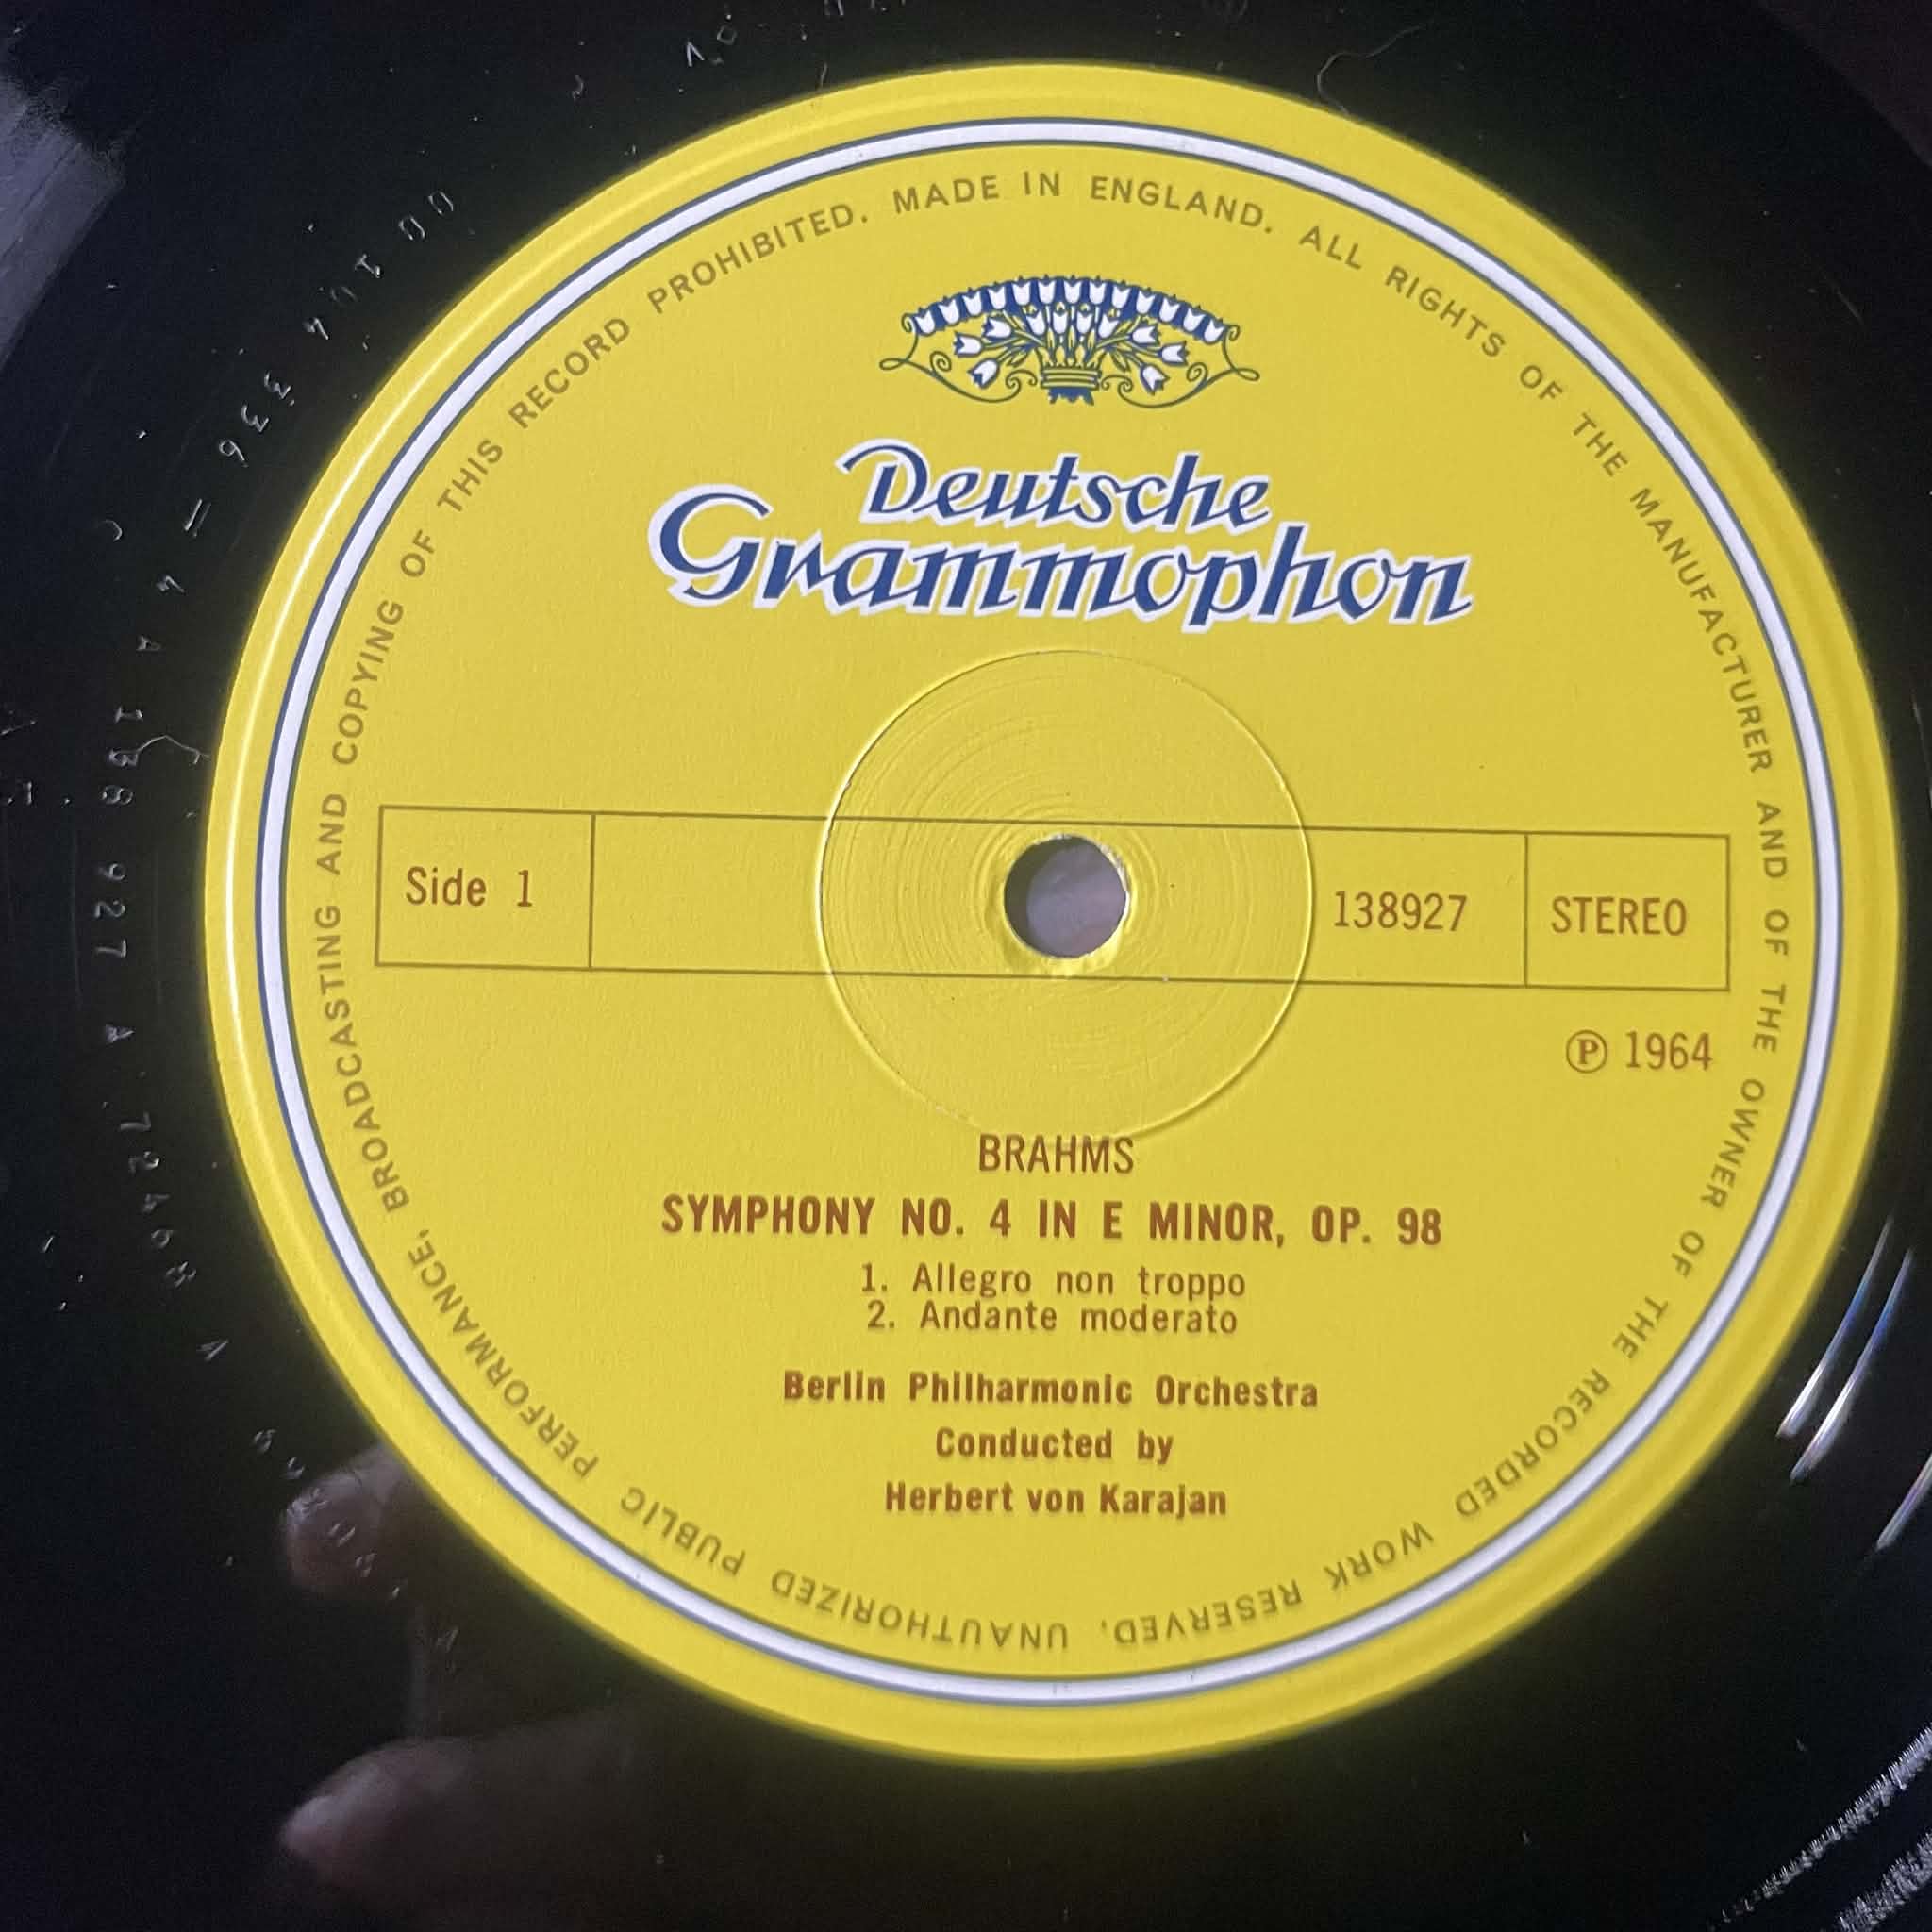 MADE IN ENGLAND. ALL RIGHTS OF THE MANUFACTURER AND OF THE OWNER OF THE RECORDED WORK RESERVED. UNAUTHORIZED PUBLIC PERFORMANCE, BROADCASTING AND COPYING OF THIS RECORD PROHIBITED.
Deutsche
Grammophon
Side 1
138927
STEREO
Ⓟ 1964
BRAHMS
SYMPHONY NO. 4 IN E MINOR, OP. 98
1. Allegro non troppo
2. Andante moderato
Berlin Philharmonic Orchestra
Conducted by
Herbert von Karajan
138 927 A